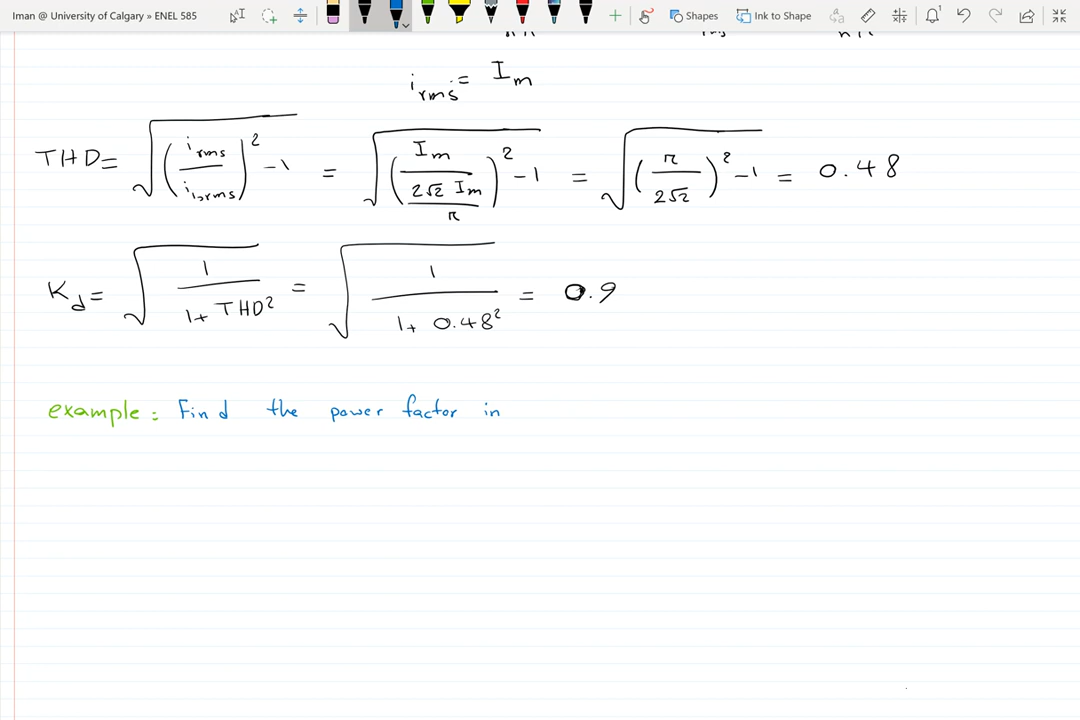 Iman @ University of Calgary » ENEL 585
Shapes
Ink to Shape
i_rms = I_m
THD = √((i_rms / i_1,rms)² - 1) = √((I_m / (2√2 I_m / π))² - 1) = √((π / 2√2)² - 1) = 0.48
K_d = √(1 / (1 + THD²)) = √(1 / (1 + 0.48²)) = 0.9
example: Find the power factor in